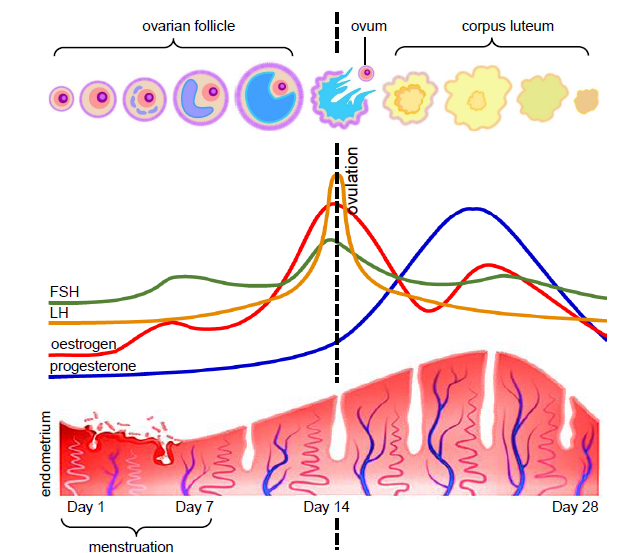 ovarian follicle
ovum
corpus luteum
ovulation
FSH
LH
oestrogen
progesterone
endometrium
Day 1
Day 7
Day 14
Day 28
menstruation